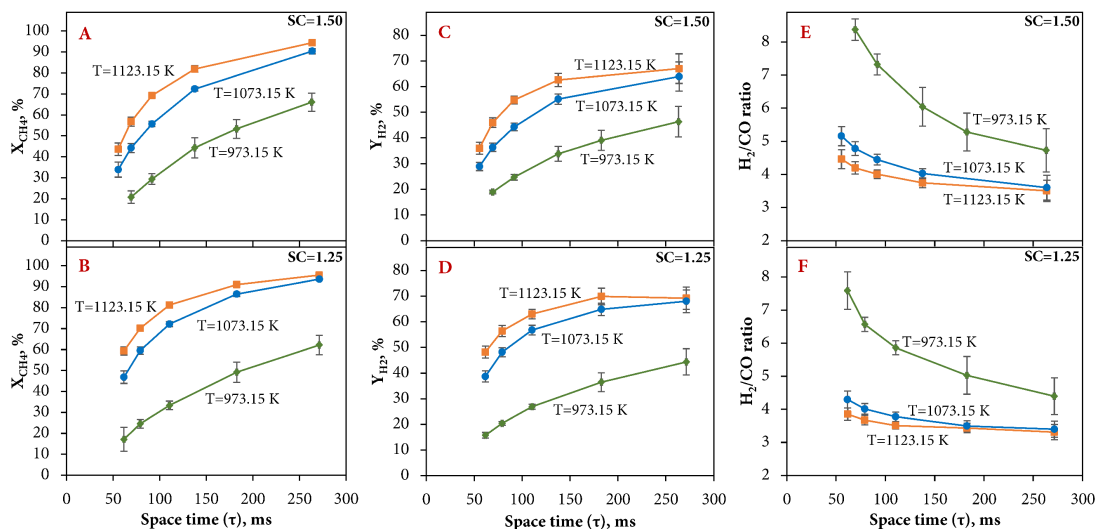 A
SC=1.50
X_CH4, %
100
90
80
70
60
50
40
30
20
10
0
T=1123.15 K
T=1073.15 K
T=973.15 K
C
SC=1.50
Y_H2, %
80
70
60
50
40
30
20
10
0
T=1123.15 K
T=1073.15 K
T=973.15 K
E
SC=1.50
H₂/CO ratio
8
7
6
5
4
3
2
T=973.15 K
T=1073.15 K
T=1123.15 K
B
SC=1.25
X_CH4, %
100
90
80
70
60
50
40
30
20
10
0
T=1123.15 K
T=1073.15 K
T=973.15 K
0 50 100 150 200 250 300
Space time (τ), ms
D
SC=1.25
Y_H2, %
80
70
60
50
40
30
20
10
0
T=1123.15 K
T=1073.15 K
T=973.15 K
0 50 100 150 200 250 300
Space time (τ), ms
F
SC=1.25
H₂/CO ratio
8
7
6
5
4
3
2
T=973.15 K
T=1073.15 K
T=1123.15 K
0 50 100 150 200 250 300
Space time (τ), ms